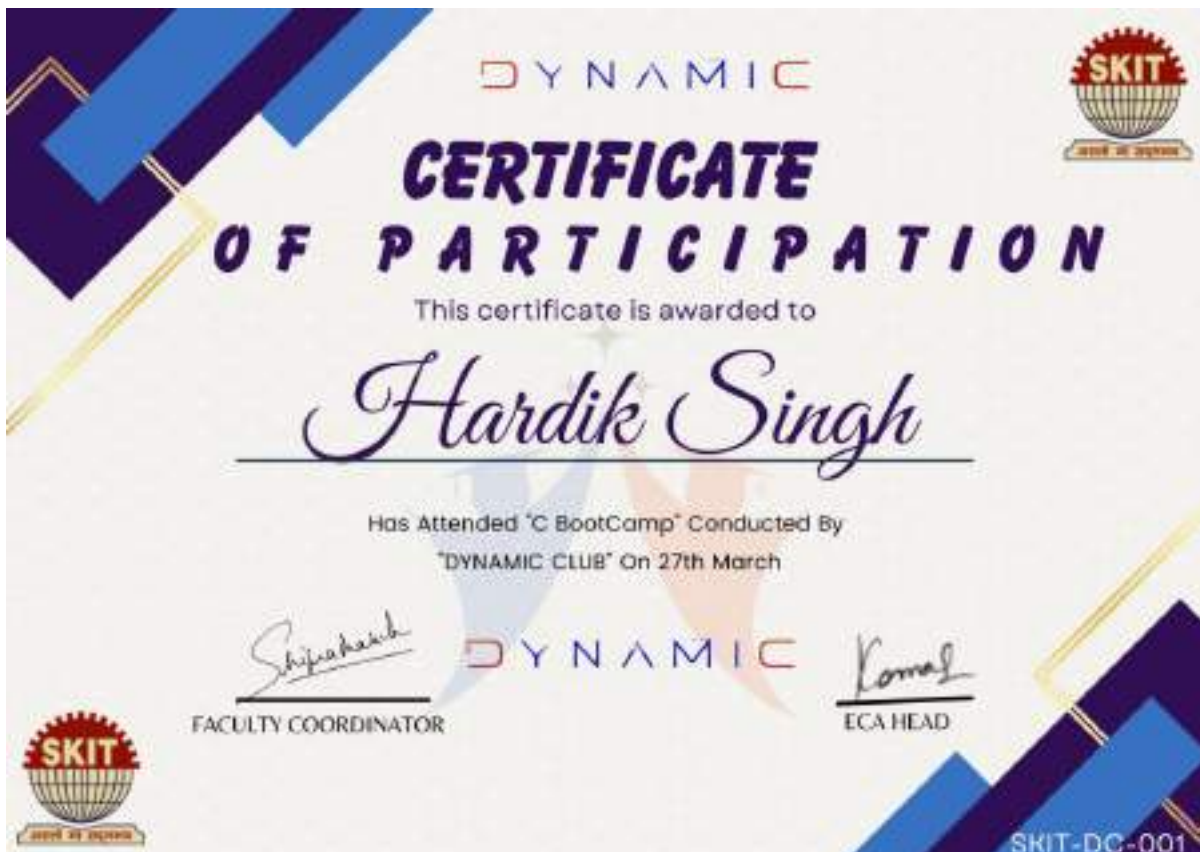 DYNAMIC
SKIT
CERTIFICATE
OF PARTICIPATION
This certificate is awarded to
Hardik Singh
Has Attended "C BootCamp" Conducted By
"DYNAMIC CLUB" On 27th March
DYNAMIC
Komal
FACULTY COORDINATOR
ECA HEAD
SKIT
SKIT-DC-001